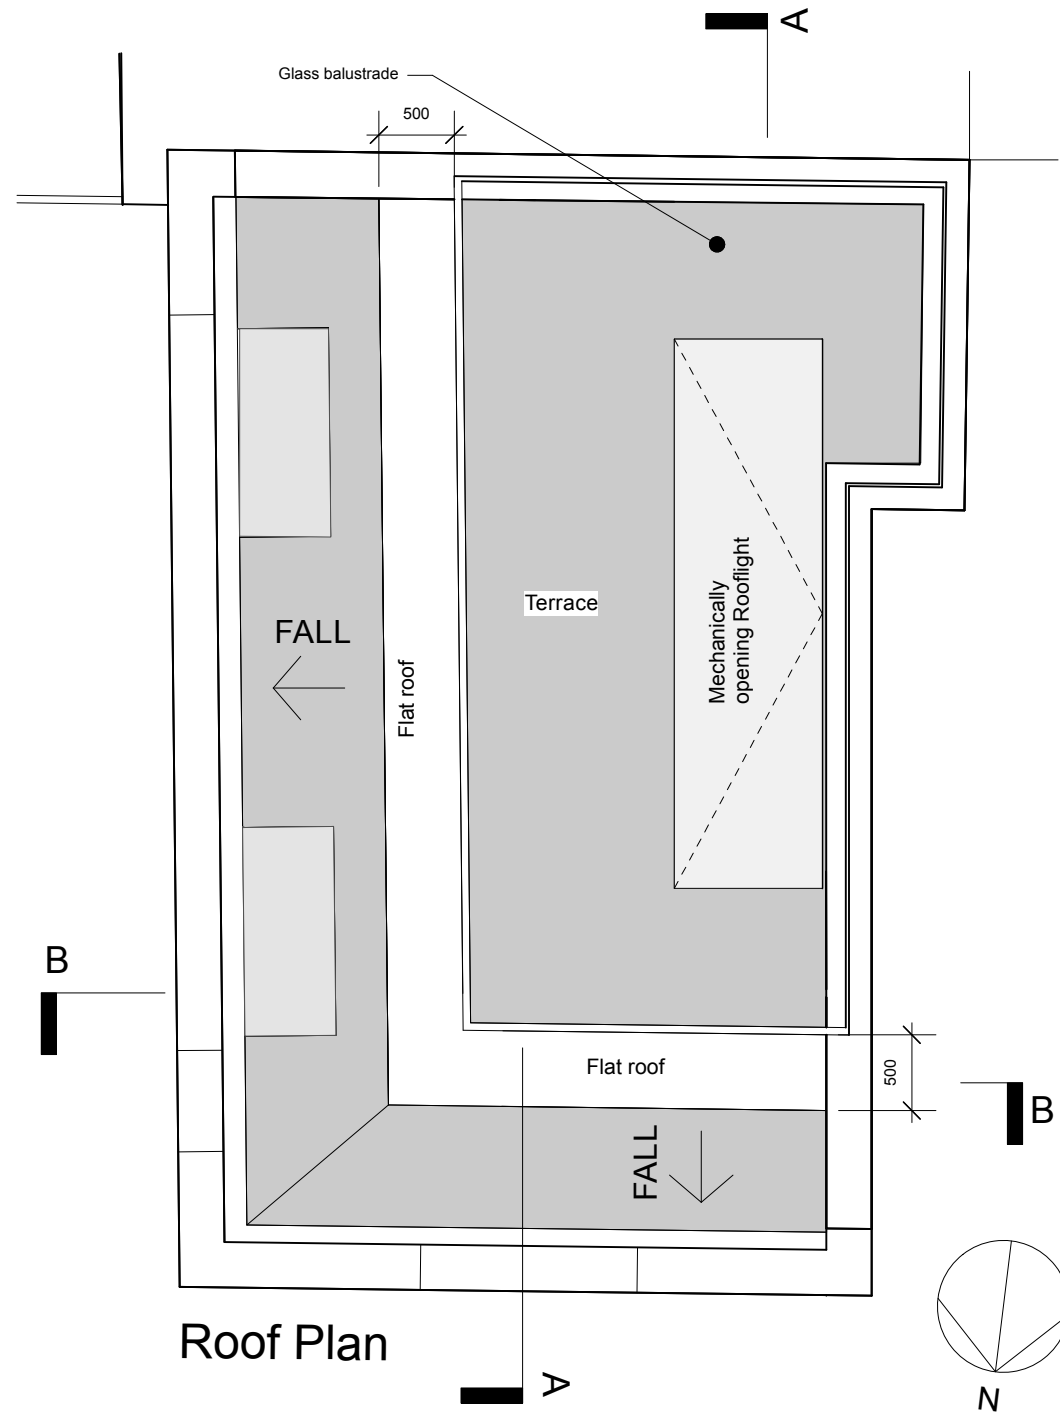 A
Glass balustrade
500
Mechanically
opening Rooflight
Terrace
FALL
Flat roof
B
Flat roof
500
B
FALL
Roof Plan
A
N